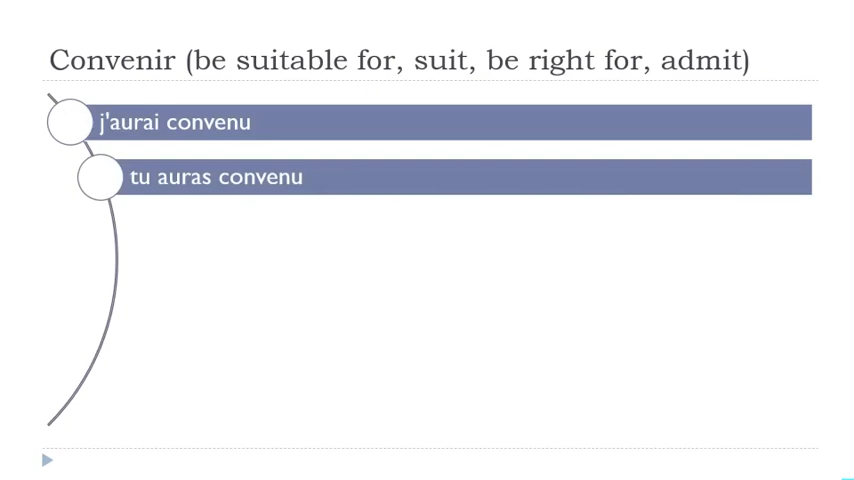 Convenir (be suitable for, suit, be right for, admit)
j'aurai convenu
tu auras convenu